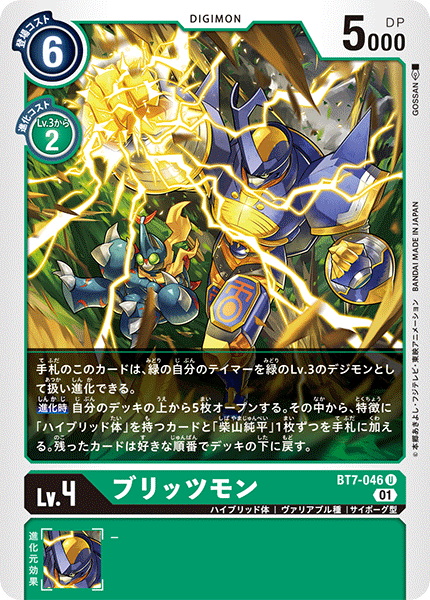 登場コスト
6
DIGIMON
5000
DP
進化コスト
Lv.3から
2
GOSSAN
BANDAI MADE IN JAPAN
©本郷あきよし・フジテレビ・東映アニメーション
手札のこのカードは、緑の自分のテイマーを緑のLv.3のデジモンとし
て扱い進化できる。
進化時 自分のデッキの上から5枚オープンする。その中から、特徴に
「ハイブリッド体」を持つカードと「柴山純平」1枚ずつを手札に加え
る。残ったカードは好きな順番でデッキの下に戻す。
Lv.4
ブリッツモン
BT7-046 U
01
ハイブリッド体 | ヴァリアブル種 | サイボーグ型
進化元効果
－